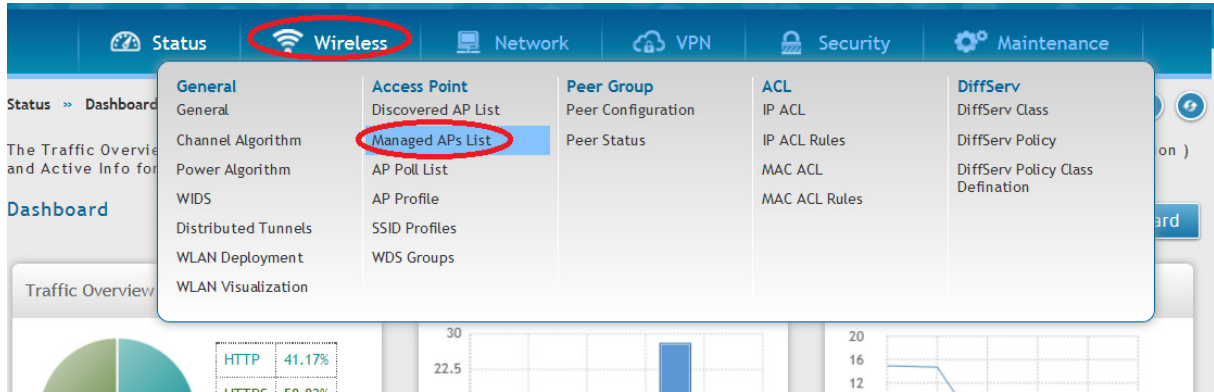 Status
Wireless
Network
VPN
Security
Maintenance
Status » Dashboard
The Traffic Overvie
and Active Info for
on )
Dashboard
ard
General
General
Channel Algorithm
Power Algorithm
WIDS
Distributed Tunnels
WLAN Deployment
WLAN Visualization
Access Point
Discovered AP List
Managed APs List
AP Poll List
AP Profile
SSID Profiles
WDS Groups
Peer Group
Peer Configuration
Peer Status
ACL
IP ACL
IP ACL Rules
MAC ACL
MAC ACL Rules
DiffServ
DiffServ Class
DiffServ Policy
DiffServ Policy Class
Defination
Traffic Overview
HTTP 41.17%
HTTPS 58.82%
30
22.5
20
16
12